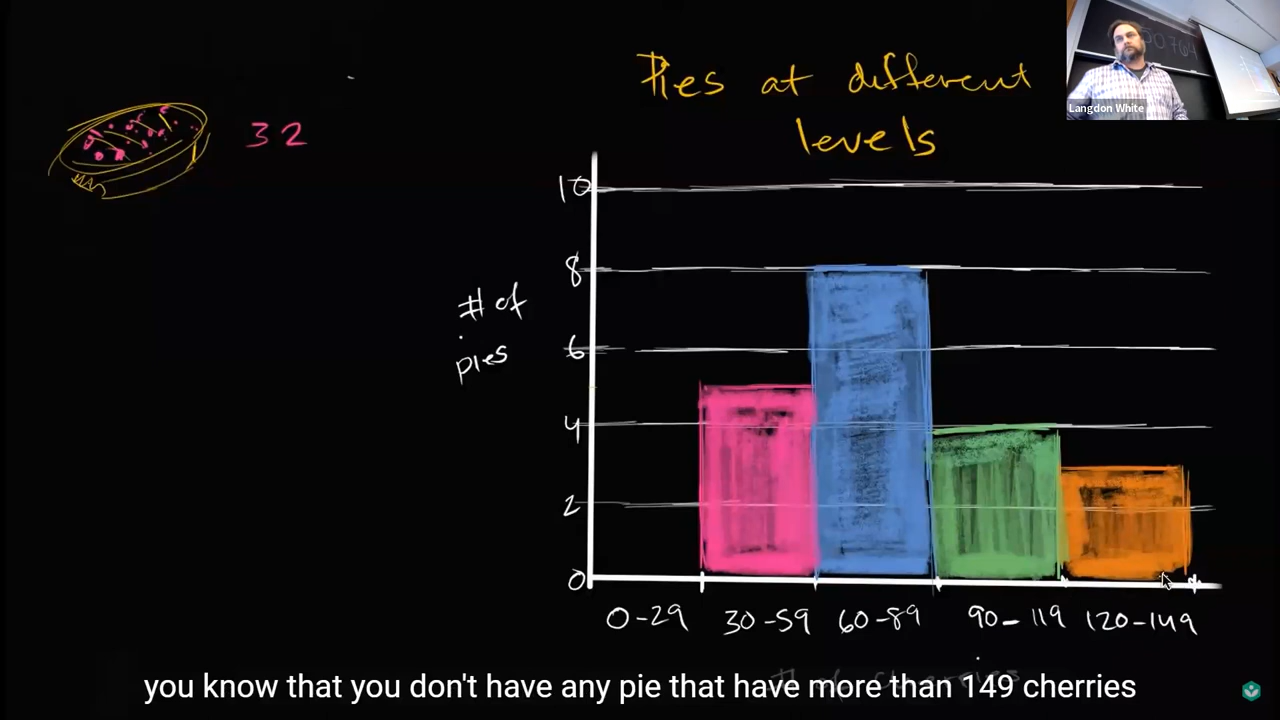 Langdon White
Pies at different
levels
32
# of
pies
10
8
6
4
2
0
0-29 30-59 60-89 90-119 120-149
# of cherries
you know that you don't have any pie that have more than 149 cherries